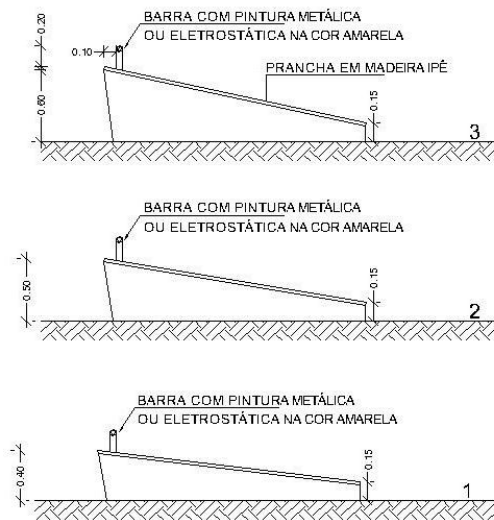 BARRA COM PINTURA METÁLICA
OU ELETROSTÁTICA NA COR AMARELA
0.20
0.10
PRANCHA EM MADEIRA IPÊ
0.60
0.15
3
BARRA COM PINTURA METÁLICA
OU ELETROSTÁTICA NA COR AMARELA
0.50
0.15
2
BARRA COM PINTURA METÁLICA
OU ELETROSTÁTICA NA COR AMARELA
0.40
0.15
1